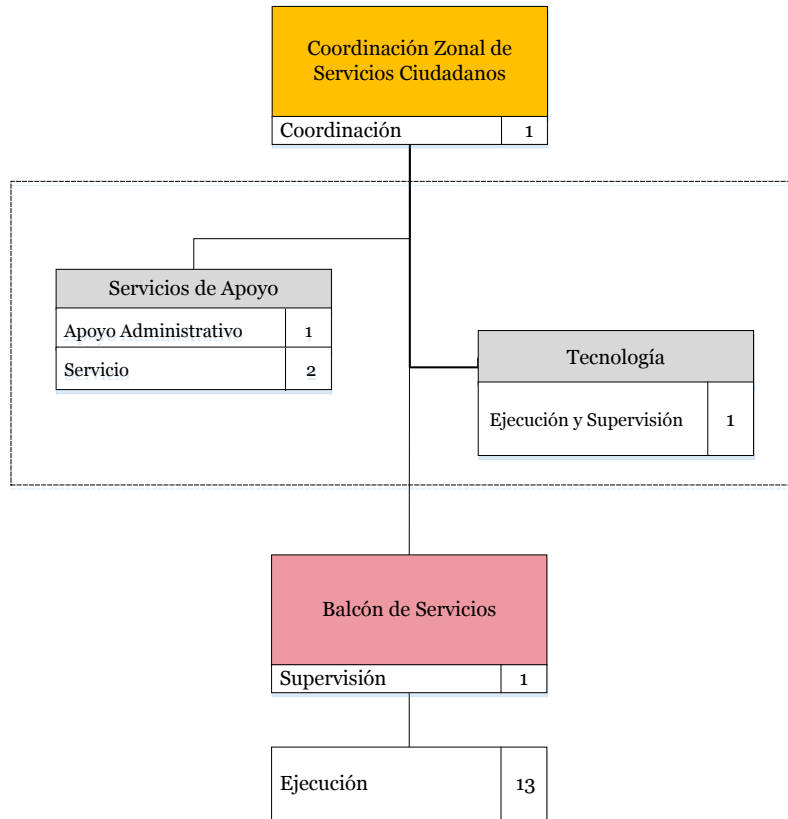 Coordinación Zonal de
Servicios Ciudadanos
Coordinación 1
Servicios de Apoyo
Apoyo Administrativo 1
Servicio 2
Tecnología
Ejecución y Supervisión 1
Balcón de Servicios
Supervisión 1
Ejecución 13